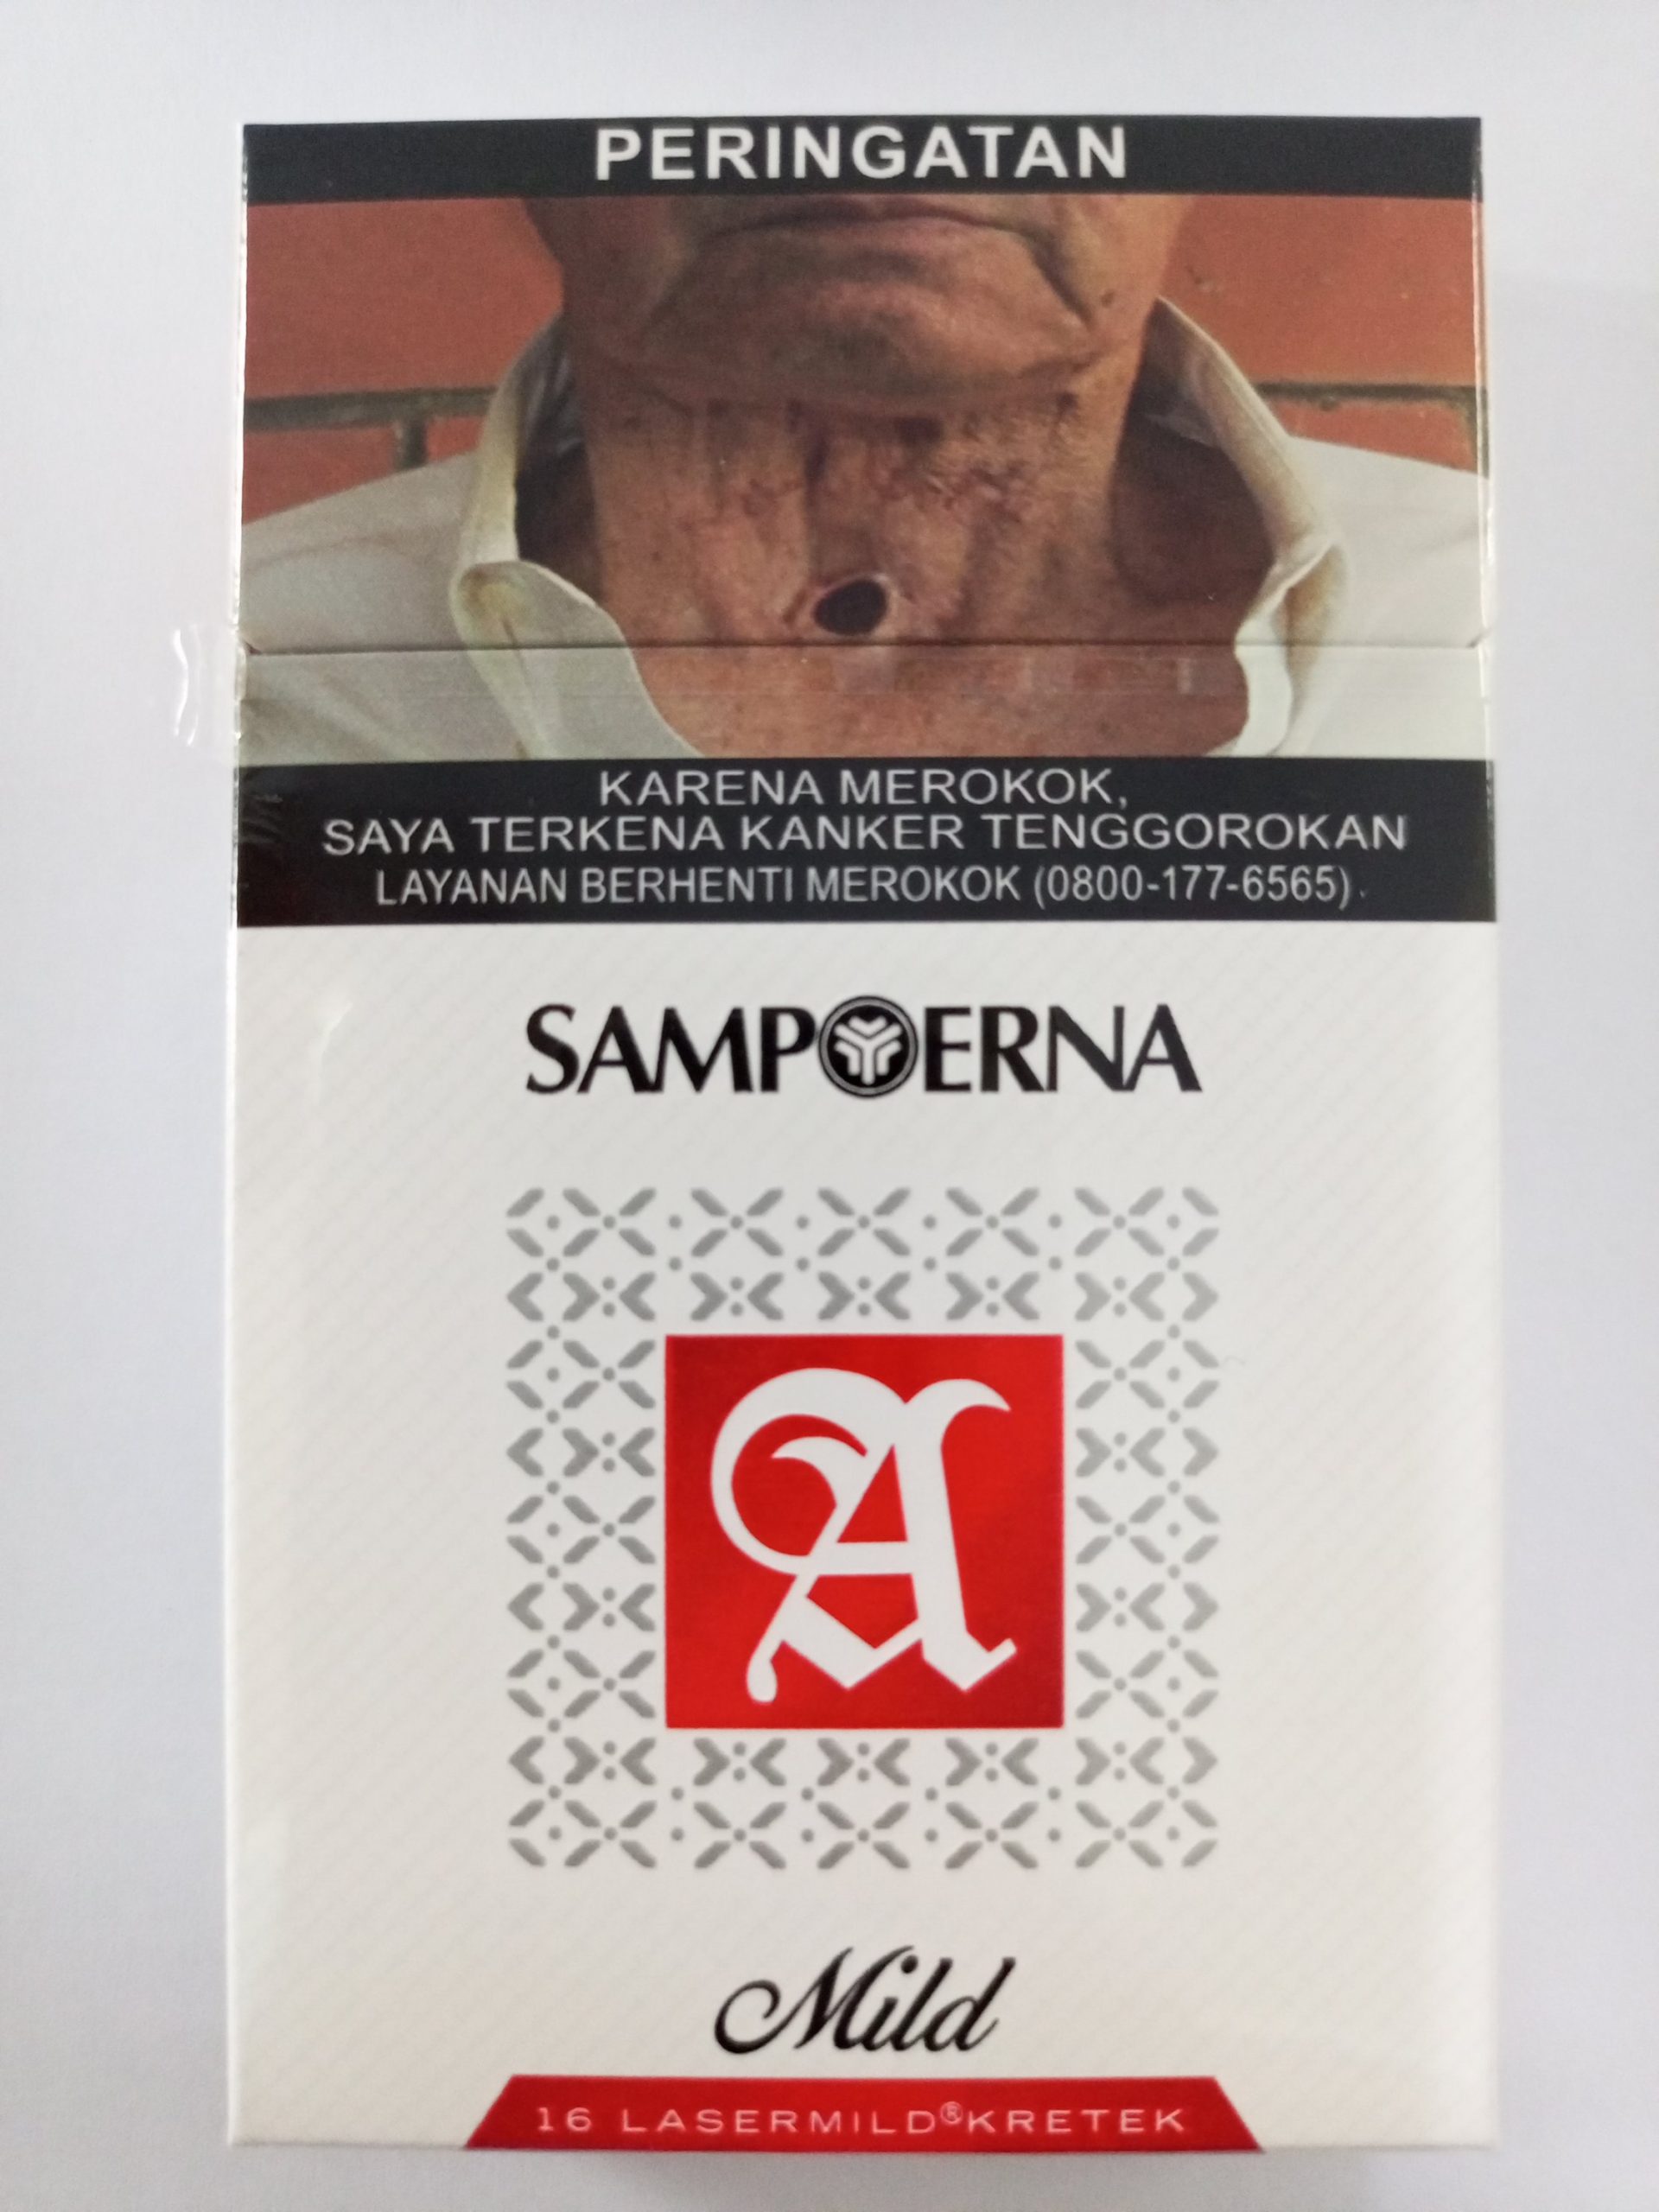 PERINGATAN
KARENA MEROKOK,
SAYA TERKENA KANKER TENGGOROKAN
LAYANAN BERHENTI MEROKOK (0800-177-6565).
SAMPOERNA
A
Mild
16 LASERMILD®KRETEK